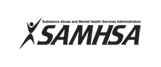 Substance Abuse and Mental Health Services Administration
SAMHSA